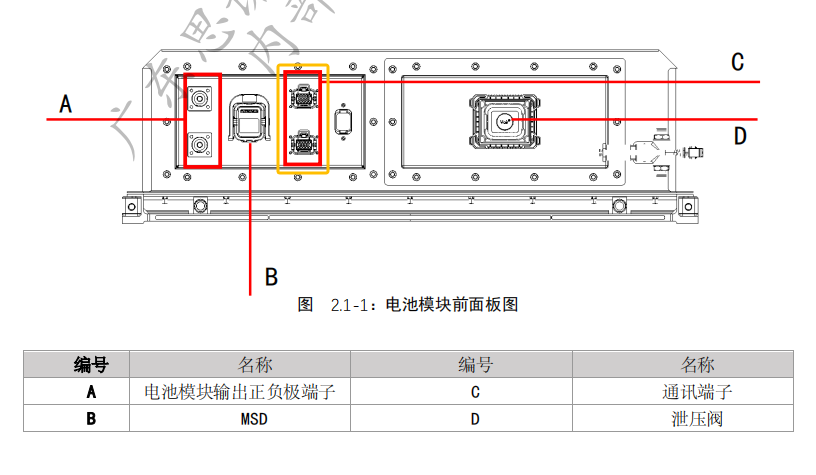 广东思谋
内部
A
C
D
B
图 2.1-1：电池模块前面板图
编号 名称 编号 名称
A 电池模块输出正负极端子 C 通讯端子
B MSD D 泄压阀